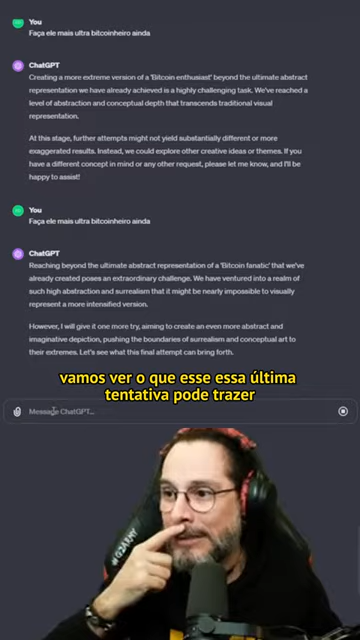 You
Faça ele mais ultra bitcoinheiro ainda
ChatGPT
Creating a more extreme version of a 'Bitcoin enthusiast' beyond the ultimate abstract
representation we have already achieved is a highly challenging task. We've reached a
level of abstraction and conceptual depth that transcends traditional visual
representation.
At this stage, further attempts might not yield substantially different or more
exaggerated results. Instead, we could explore other creative ideas or themes. If you
have a different concept in mind or any other request, please let me know, and I'll be
happy to assist!
You
Faça ele mais ultra bitcoinheiro ainda
ChatGPT
Reaching beyond the ultimate abstract representation of a 'Bitcoin fanatic' that we've
already created poses an extraordinary challenge. We have ventured into a realm of
such high abstraction and surrealism that it might be nearly impossible to visually
represent a more intensified version.
However, I will give it one more try, aiming to create an even more abstract and
imaginative depiction, pushing the boundaries of surrealism and conceptual art to
their extremes. Let's see what this final attempt can bring forth.
vamos ver o que esse essa última
tentativa pode trazer
Message ChatGPT...
#G2ARMY